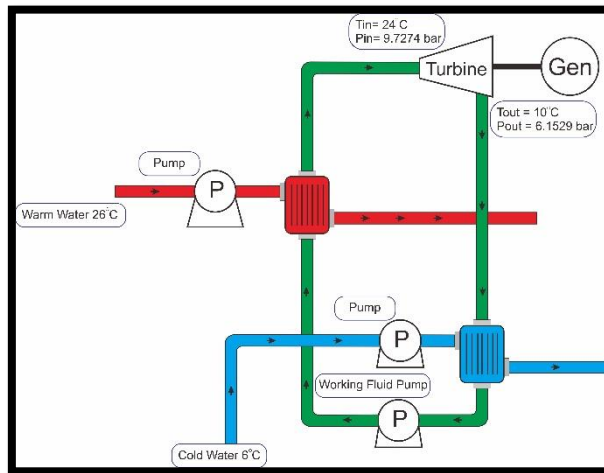 Tin= 24 C
Pin= 9.7274 bar
Turbine
Gen
Tout = 10°C
Pout = 6.1529 bar
Pump
P
Warm Water 26°C
Pump
P
Working Fluid Pump
P
Cold Water 6°C